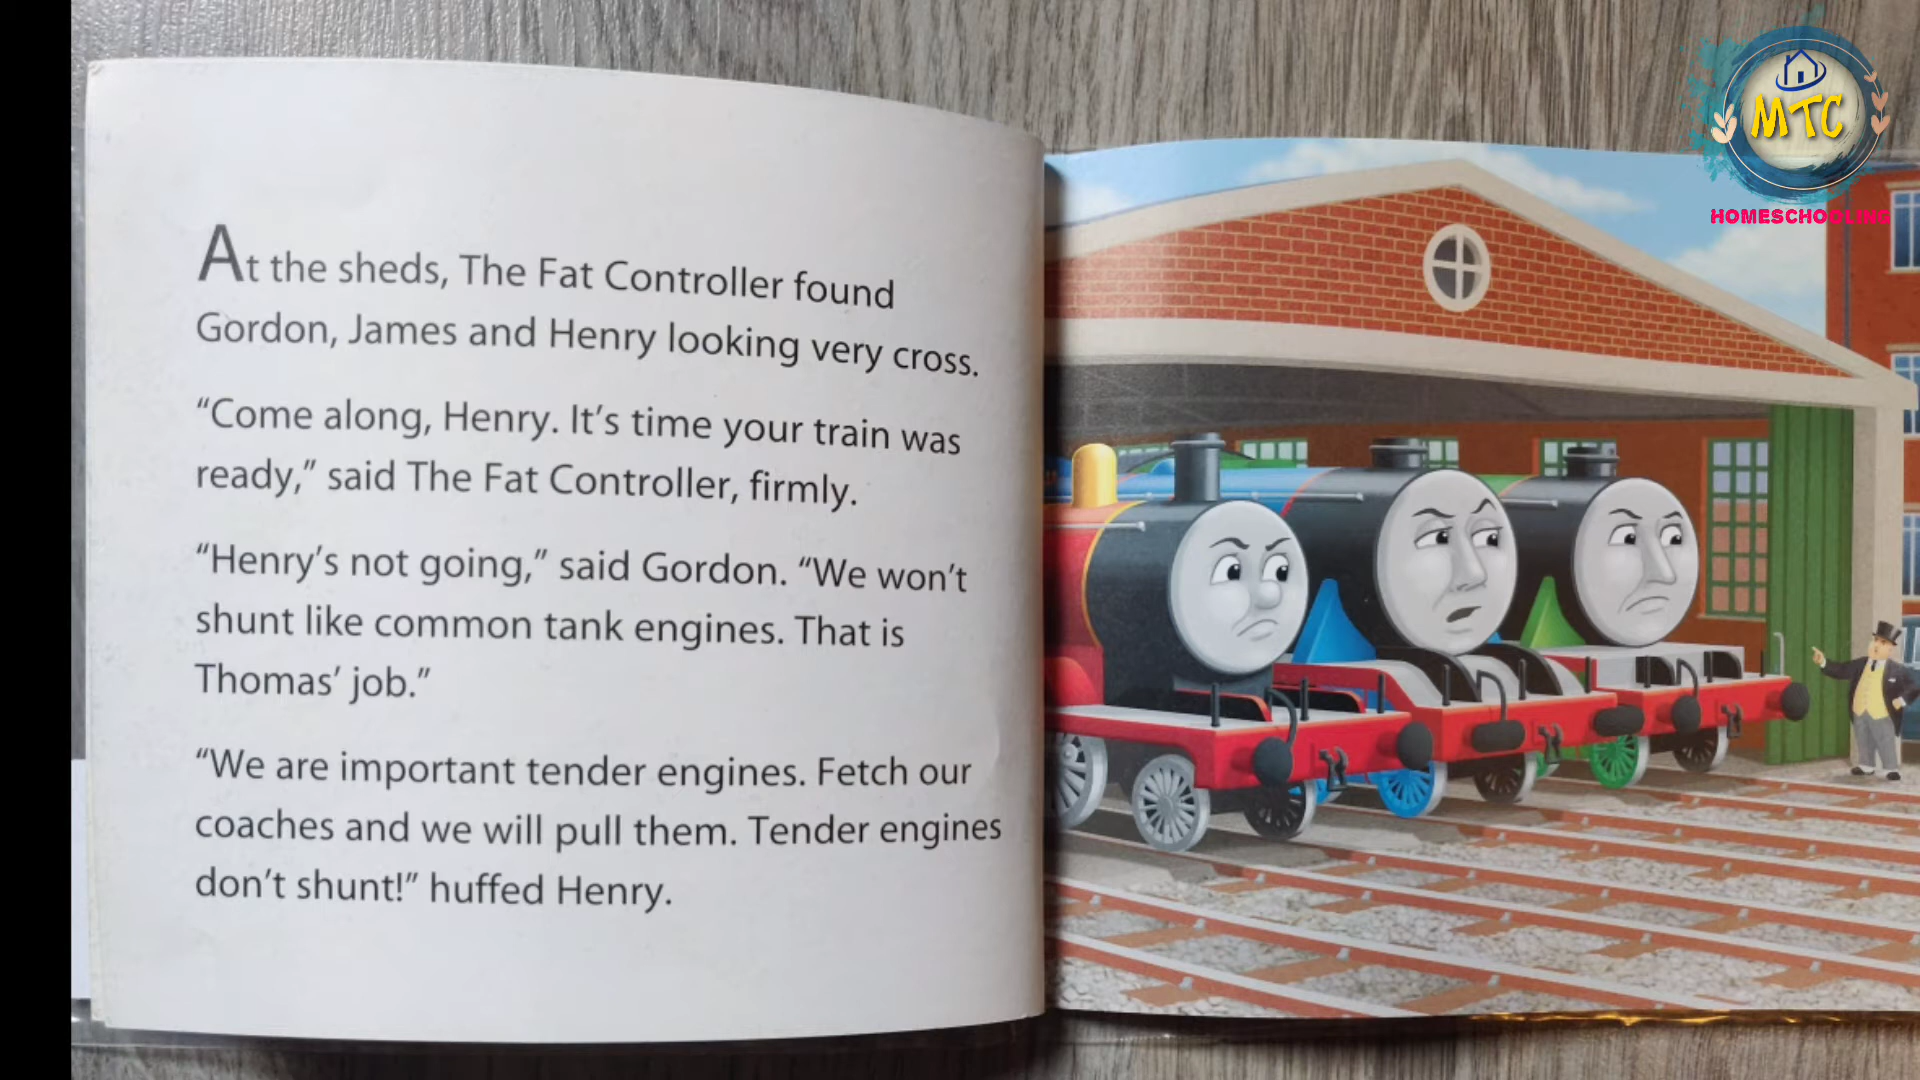 At the sheds, The Fat Controller found
Gordon, James and Henry looking very cross.
“Come along, Henry. It’s time your train was
ready,” said The Fat Controller, firmly.
“Henry’s not going,” said Gordon. “We won’t
shunt like common tank engines. That is
Thomas’ job.”
“We are important tender engines. Fetch our
coaches and we will pull them. Tender engines
don’t shunt!” huffed Henry.
MTC
HOMESCHOOLING